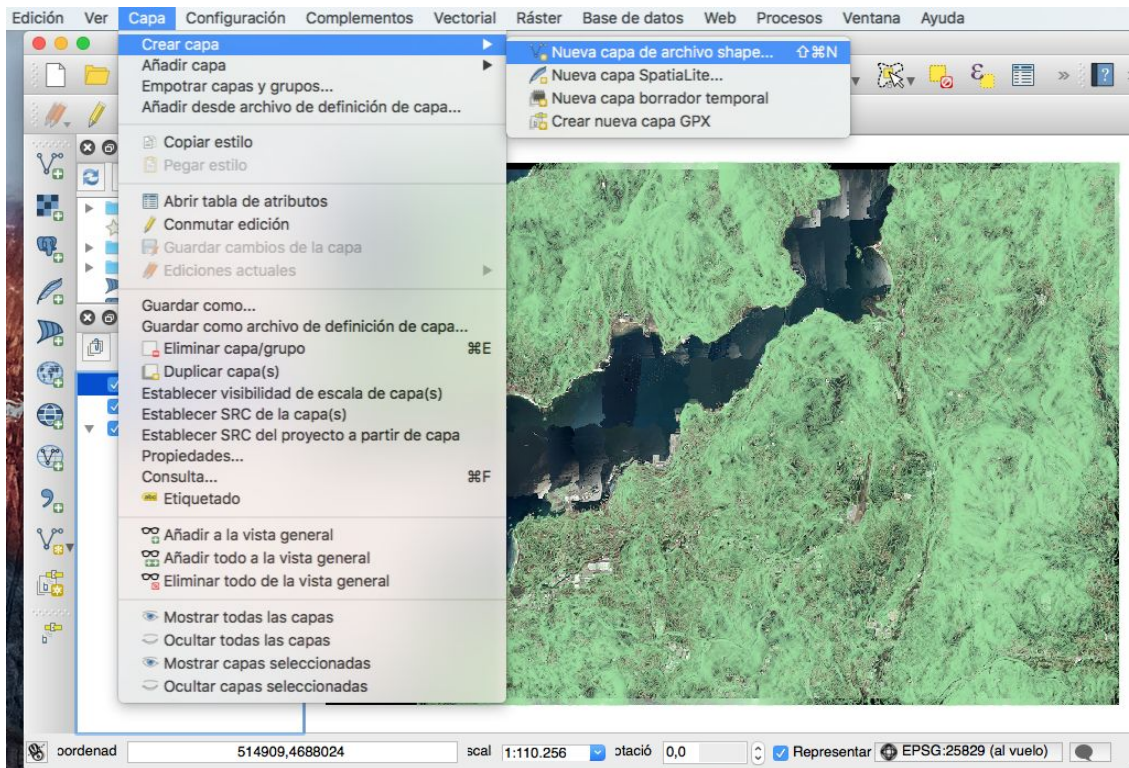 Edición Ver Capa Configuración Complementos Vectorial Ráster Base de datos Web Procesos Ventana Ayuda
Crear capa
Añadir capa
Empotrar capas y grupos...
Añadir desde archivo de definición de capa...
Copiar estilo
Pegar estilo
Abrir tabla de atributos
Conmutar edición
Guardar cambios de la capa
Ediciones actuales
Guardar como...
Guardar como archivo de definición de capa...
Eliminar capa/grupo ⌘E
Duplicar capa(s)
Establecer visibilidad de escala de capa(s)
Establecer SRC de la capa(s)
Establecer SRC del proyecto a partir de capa
Propiedades...
Consulta... ⌘F
Etiquetado
Añadir a la vista general
Añadir todo a la vista general
Eliminar todo de la vista general
Mostrar todas las capas
Ocultar todas las capas
Mostrar capas seleccionadas
Ocultar capas seleccionadas
Nueva capa de archivo shape... ⇧⌘N
Nueva capa SpatiaLite...
Nueva capa borrador temporal
Crear nueva capa GPX
oordenad 514909,4688024 scal 1:110.256 otació 0,0 Representar EPSG:25829 (al vuelo)